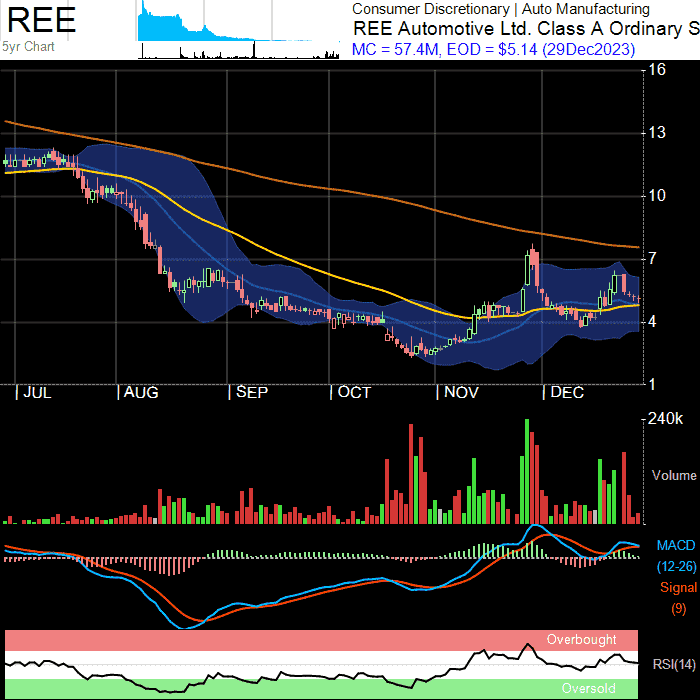 REE
5yr Chart
Consumer Discretionary | Auto Manufacturing
REE Automotive Ltd. Class A Ordinary S
MC = 57.4M, EOD = $5.14 (29Dec2023)
16
13
10
7
4
1
JUL
AUG
SEP
OCT
NOV
DEC
240k
Volume
MACD
(12-26)
Signal
(9)
Overbought
RSI(14)
Oversold